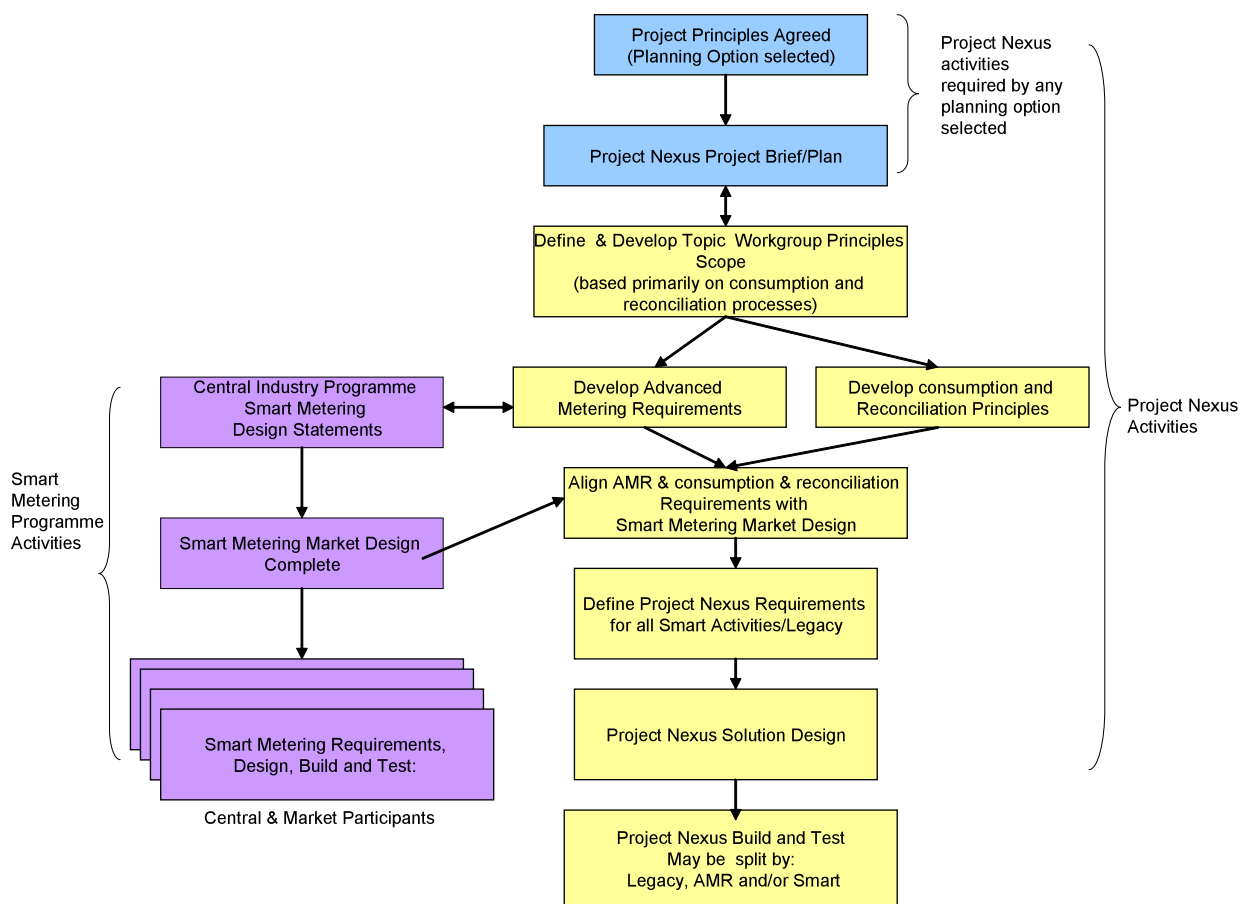 Project Principles Agreed
(Planning Option selected)
Project Nexus
activities
required by any
planning option
selected
Project Nexus Project Brief/Plan
Define & Develop Topic Workgroup Principles
Scope
(based primarily on consumption and
reconciliation processes)
Central Industry Programme
Smart Metering
Design Statements
Develop Advanced
Metering Requirements
Develop consumption and
Reconciliation Principles
Project Nexus
Activities
Smart
Metering
Programme
Activities
Align AMR & consumption & reconciliation
Requirements with
Smart Metering Market Design
Smart Metering Market Design
Complete
Define Project Nexus Requirements
for all Smart Activities/Legacy
Smart Metering Requirements,
Design, Build and Test:
Central & Market Participants
Project Nexus Solution Design
Project Nexus Build and Test
May be split by:
Legacy, AMR and/or Smart